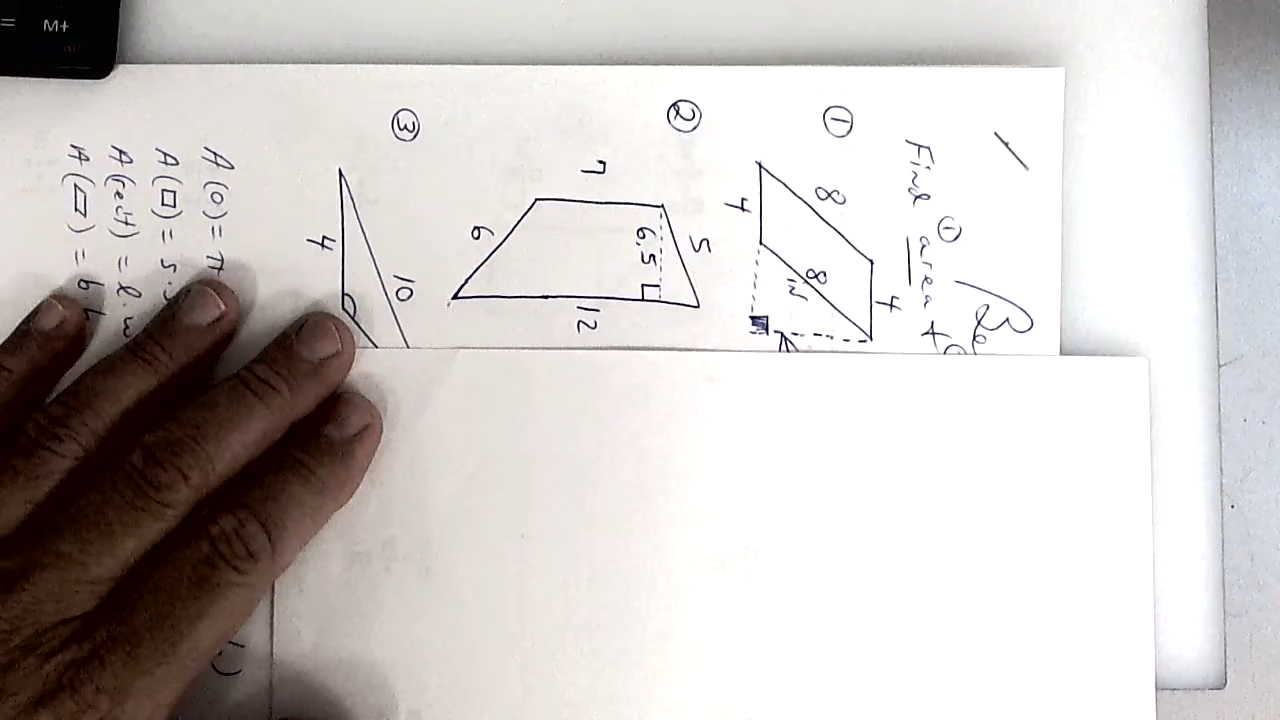 = M+
Find ① area
①
8
4
4
8
IN
②
7
5
6.5
6
12
③
10
4
A(O) = π
A(□) = s.s
A(rect) = l.w
A(▱) = b.h